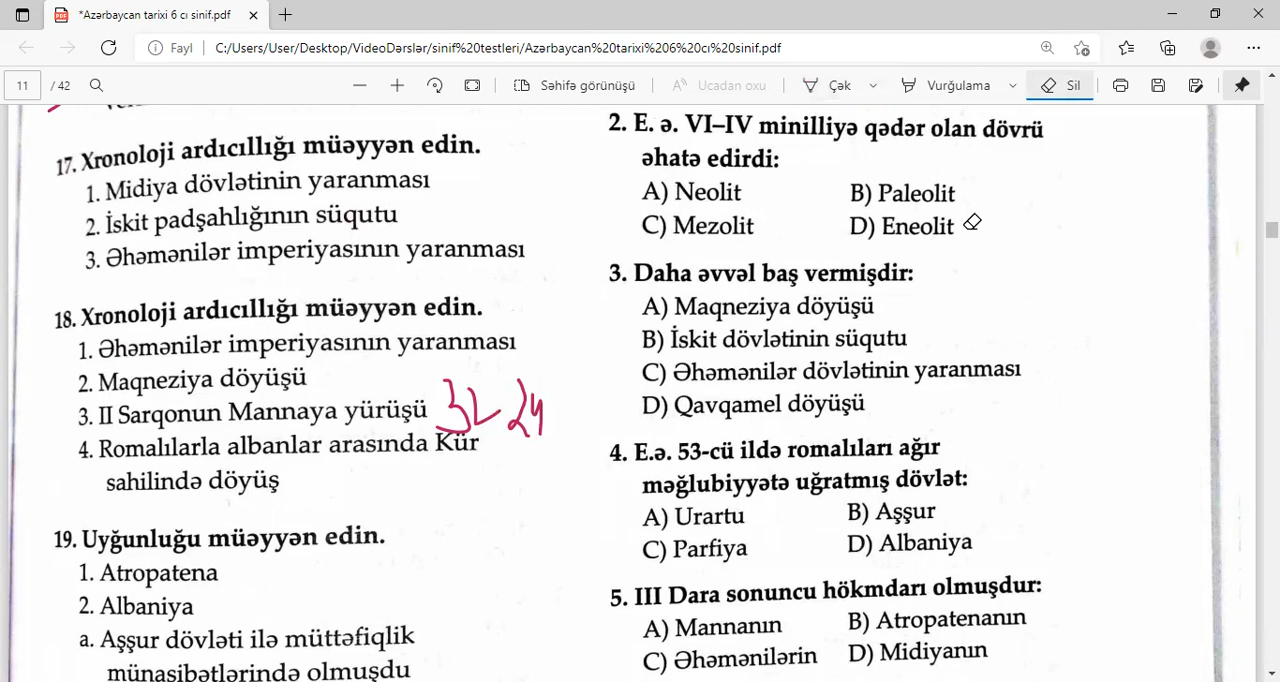 *Azərbaycan tarixi 6 cı sinif.pdf
Fayl C:/Users/User/Desktop/VideoDərslər/sinif%20testleri/Azərbaycan%20tarixi%206%20cı%20sinif.pdf
11 / 42 Səhifə görünüşü Ucadan oxu Çək Vurğulama Sil
17. Xronoloji ardıcıllığı müəyyən edin.
1. Midiya dövlətinin yaranması
2. İskit padşahlığının süqutu
3. Əhəmənilər imperiyasının yaranması
18. Xronoloji ardıcıllığı müəyyən edin.
1. Əhəmənilər imperiyasının yaranması
2. Maqneziya döyüşü
3. II Sarqonun Mannaya yürüşü
4. Romalılarla albanlar arasında Kür
sahilində döyüş
19. Uyğunluğu müəyyən edin.
1. Atropatena
2. Albaniya
a. Aşşur dövləti ilə müttəfiqlik
münasibətlərində olmuşdu
2. E. ə. VI–IV minilliyə qədər olan dövrü
əhatə edirdi:
A) Neolit B) Paleolit
C) Mezolit D) Eneolit
3. Daha əvvəl baş vermişdir:
A) Maqneziya döyüşü
B) İskit dövlətinin süqutu
C) Əhəmənilər dövlətinin yaranması
D) Qavqamel döyüşü
4. E.ə. 53-cü ildə romalıları ağır
məğlubiyyətə uğratmış dövlət:
A) Urartu B) Aşşur
C) Parfiya D) Albaniya
5. III Dara sonuncu hökmdarı olmuşdur:
A) Mannanın B) Atropatenanın
C) Əhəmənilərin D) Midiyanın